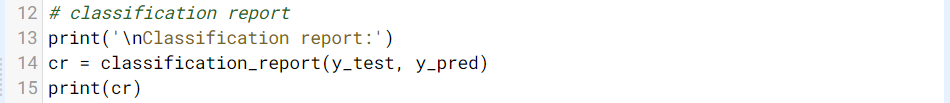 12 # classification report
13 print('\nClassification report:')
14 cr = classification_report(y_test, y_pred)
15 print(cr)